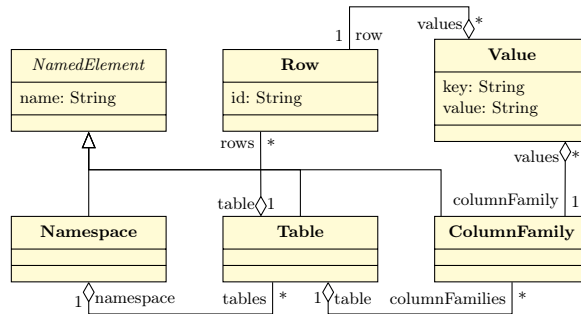 values *
1 row
NamedElement
name: String
Row
id: String
Value
key: String
value: String
rows *
values *
table 1
columnFamily 1
Namespace
Table
ColumnFamily
1 namespace
tables *
1 table
columnFamilies *